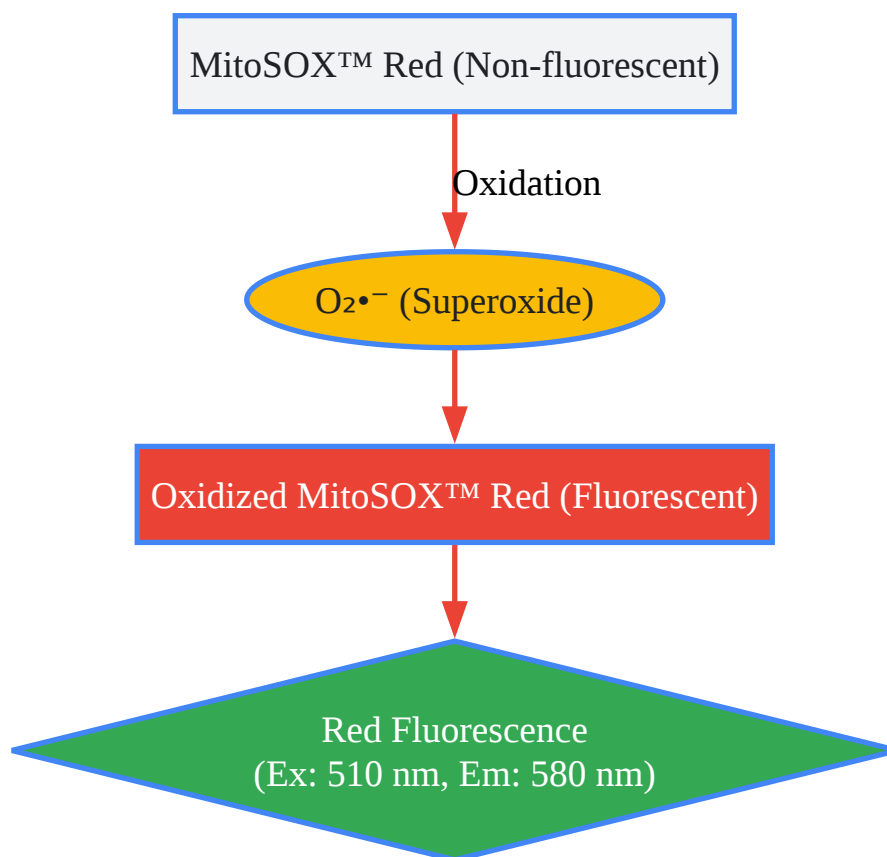 MitoSOX™ Red (Non-fluorescent)
Oxidation
O₂•⁻ (Superoxide)
Oxidized MitoSOX™ Red (Fluorescent)
Red Fluorescence
(Ex: 510 nm, Em: 580 nm)